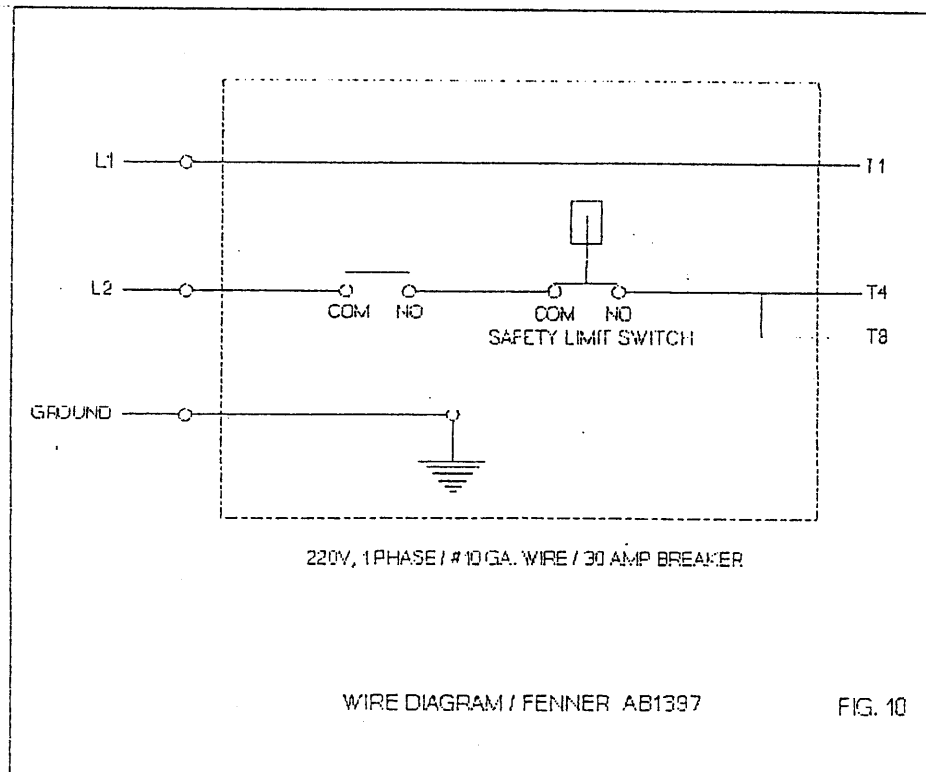 L1
T1
L2
COM NO
COM NO
T4
SAFETY LIMIT SWITCH
T8
GROUND
220V, 1 PHASE / #10 GA. WIRE / 30 AMP BREAKER
WIRE DIAGRAM / FENNER AB1397
FIG. 10